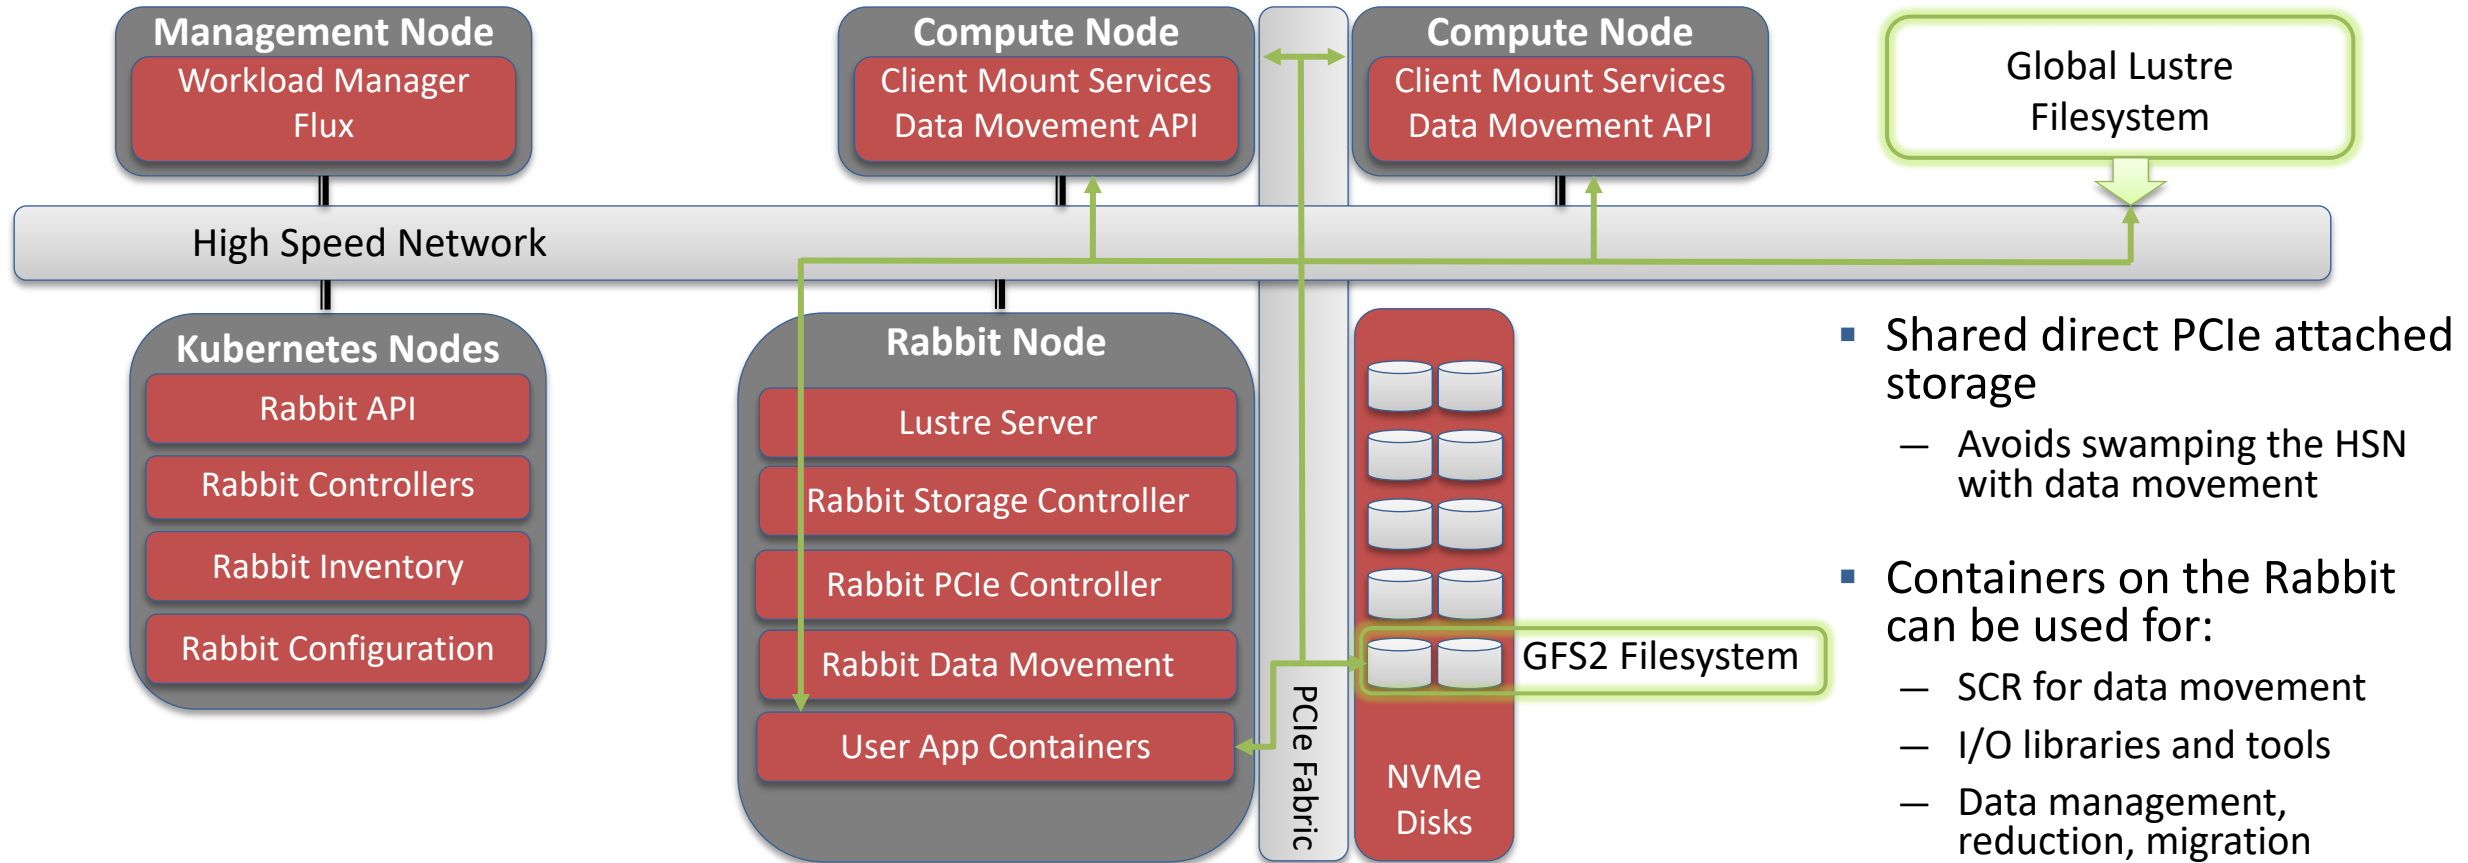 Management Node
Workload Manager
Flux
Compute Node
Client Mount Services
Data Movement API
Compute Node
Client Mount Services
Data Movement API
Global Lustre
Filesystem
High Speed Network
Kubernetes Nodes
Rabbit API
Rabbit Controllers
Rabbit Inventory
Rabbit Configuration
Rabbit Node
Lustre Server
Rabbit Storage Controller
Rabbit PCIe Controller
Rabbit Data Movement
User App Containers
PCIe Fabric
GFS2 Filesystem
NVMe
Disks
▪ Shared direct PCIe attached
storage
— Avoids swamping the HSN
with data movement
▪ Containers on the Rabbit
can be used for:
— SCR for data movement
— I/O libraries and tools
— Data management,
reduction, migration